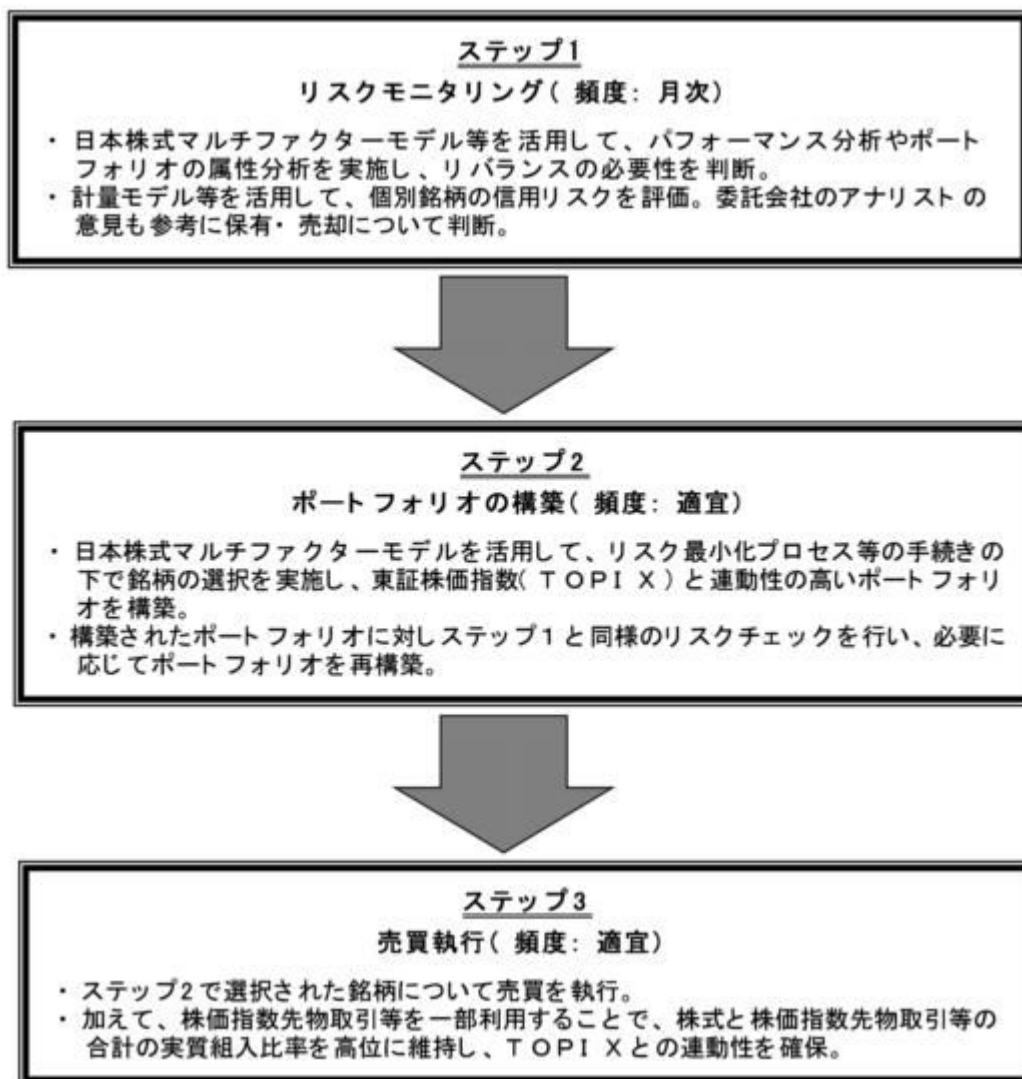 ステップ1
リスクモニタリング(頻度:月次)
・日本株式マルチファクターモデル等を活用して、パフォーマンス分析やポート
フォリオの属性分析を実施し、リバランスの必要性を判断。
・計量モデル等を活用して、個別銘柄の信用リスクを評価。委託会社のアナリストの
意見も参考に保有・売却について判断。
ステップ2
ポートフォリオの構築(頻度:適宜)
・日本株式マルチファクターモデルを活用して、リスク最小化プロセス等の手続きの
下で銘柄の選択を実施し、東証株価指数(TOPIX)と連動性の高いポートフォリ
オを構築。
・構築されたポートフォリオに対しステップ1と同様のリスクチェックを行い、必要に
応じてポートフォリオを再構築。
ステップ3
売買執行(頻度:適宜)
・ステップ2で選択された銘柄について売買を執行。
・加えて、株価指数先物取引等を一部利用することで、株式と株価指数先物取引等の
合計の実質組入比率を高位に維持し、TOPIXとの連動性を確保。